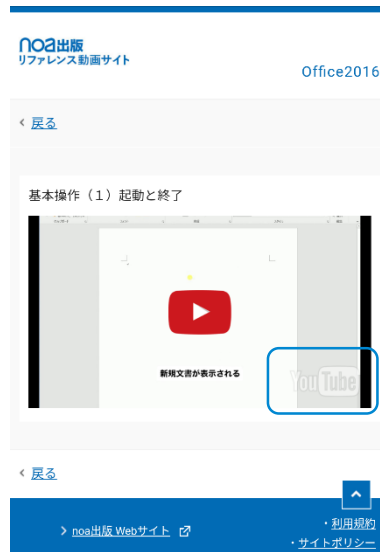 noa出版
リファレンス動画サイト
Office2016
戻る
基本操作（１）起動と終了
新規文書が表示される
YouTube
戻る
noa出版 Webサイト
・利用規約
・サイトポリシー